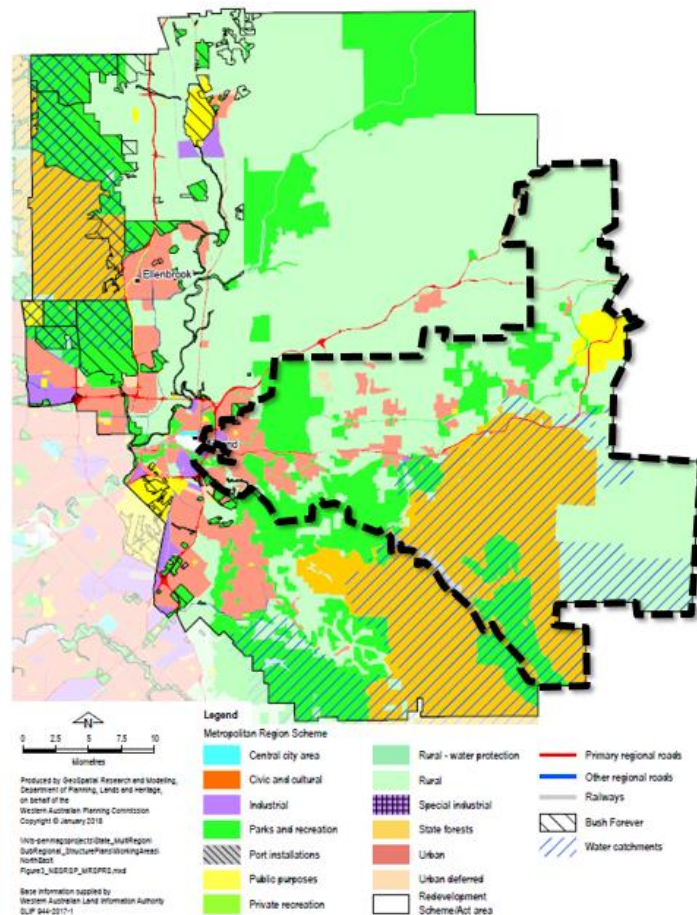 Ellenbrook
N
0 2.5 5 10
kilometres
Produced by GeoSpatial Research and Modelling,
Department of Planning, Lands and Heritage,
on behalf of the
Western Australian Planning Commission
Copyright © January 2018
Base information supplied by
Western Australian Land Information Authority
SLIP 944-2017-1
Legend
Metropolitan Region Scheme
Central city area
Civic and cultural
Industrial
Parks and recreation
Port installations
Public purposes
Private recreation
Rural - water protection
Rural
Special industrial
State forests
Urban
Urban deferred
Redevelopment
Scheme/Act area
Primary regional roads
Other regional roads
Railways
Bush Forever
Water catchments